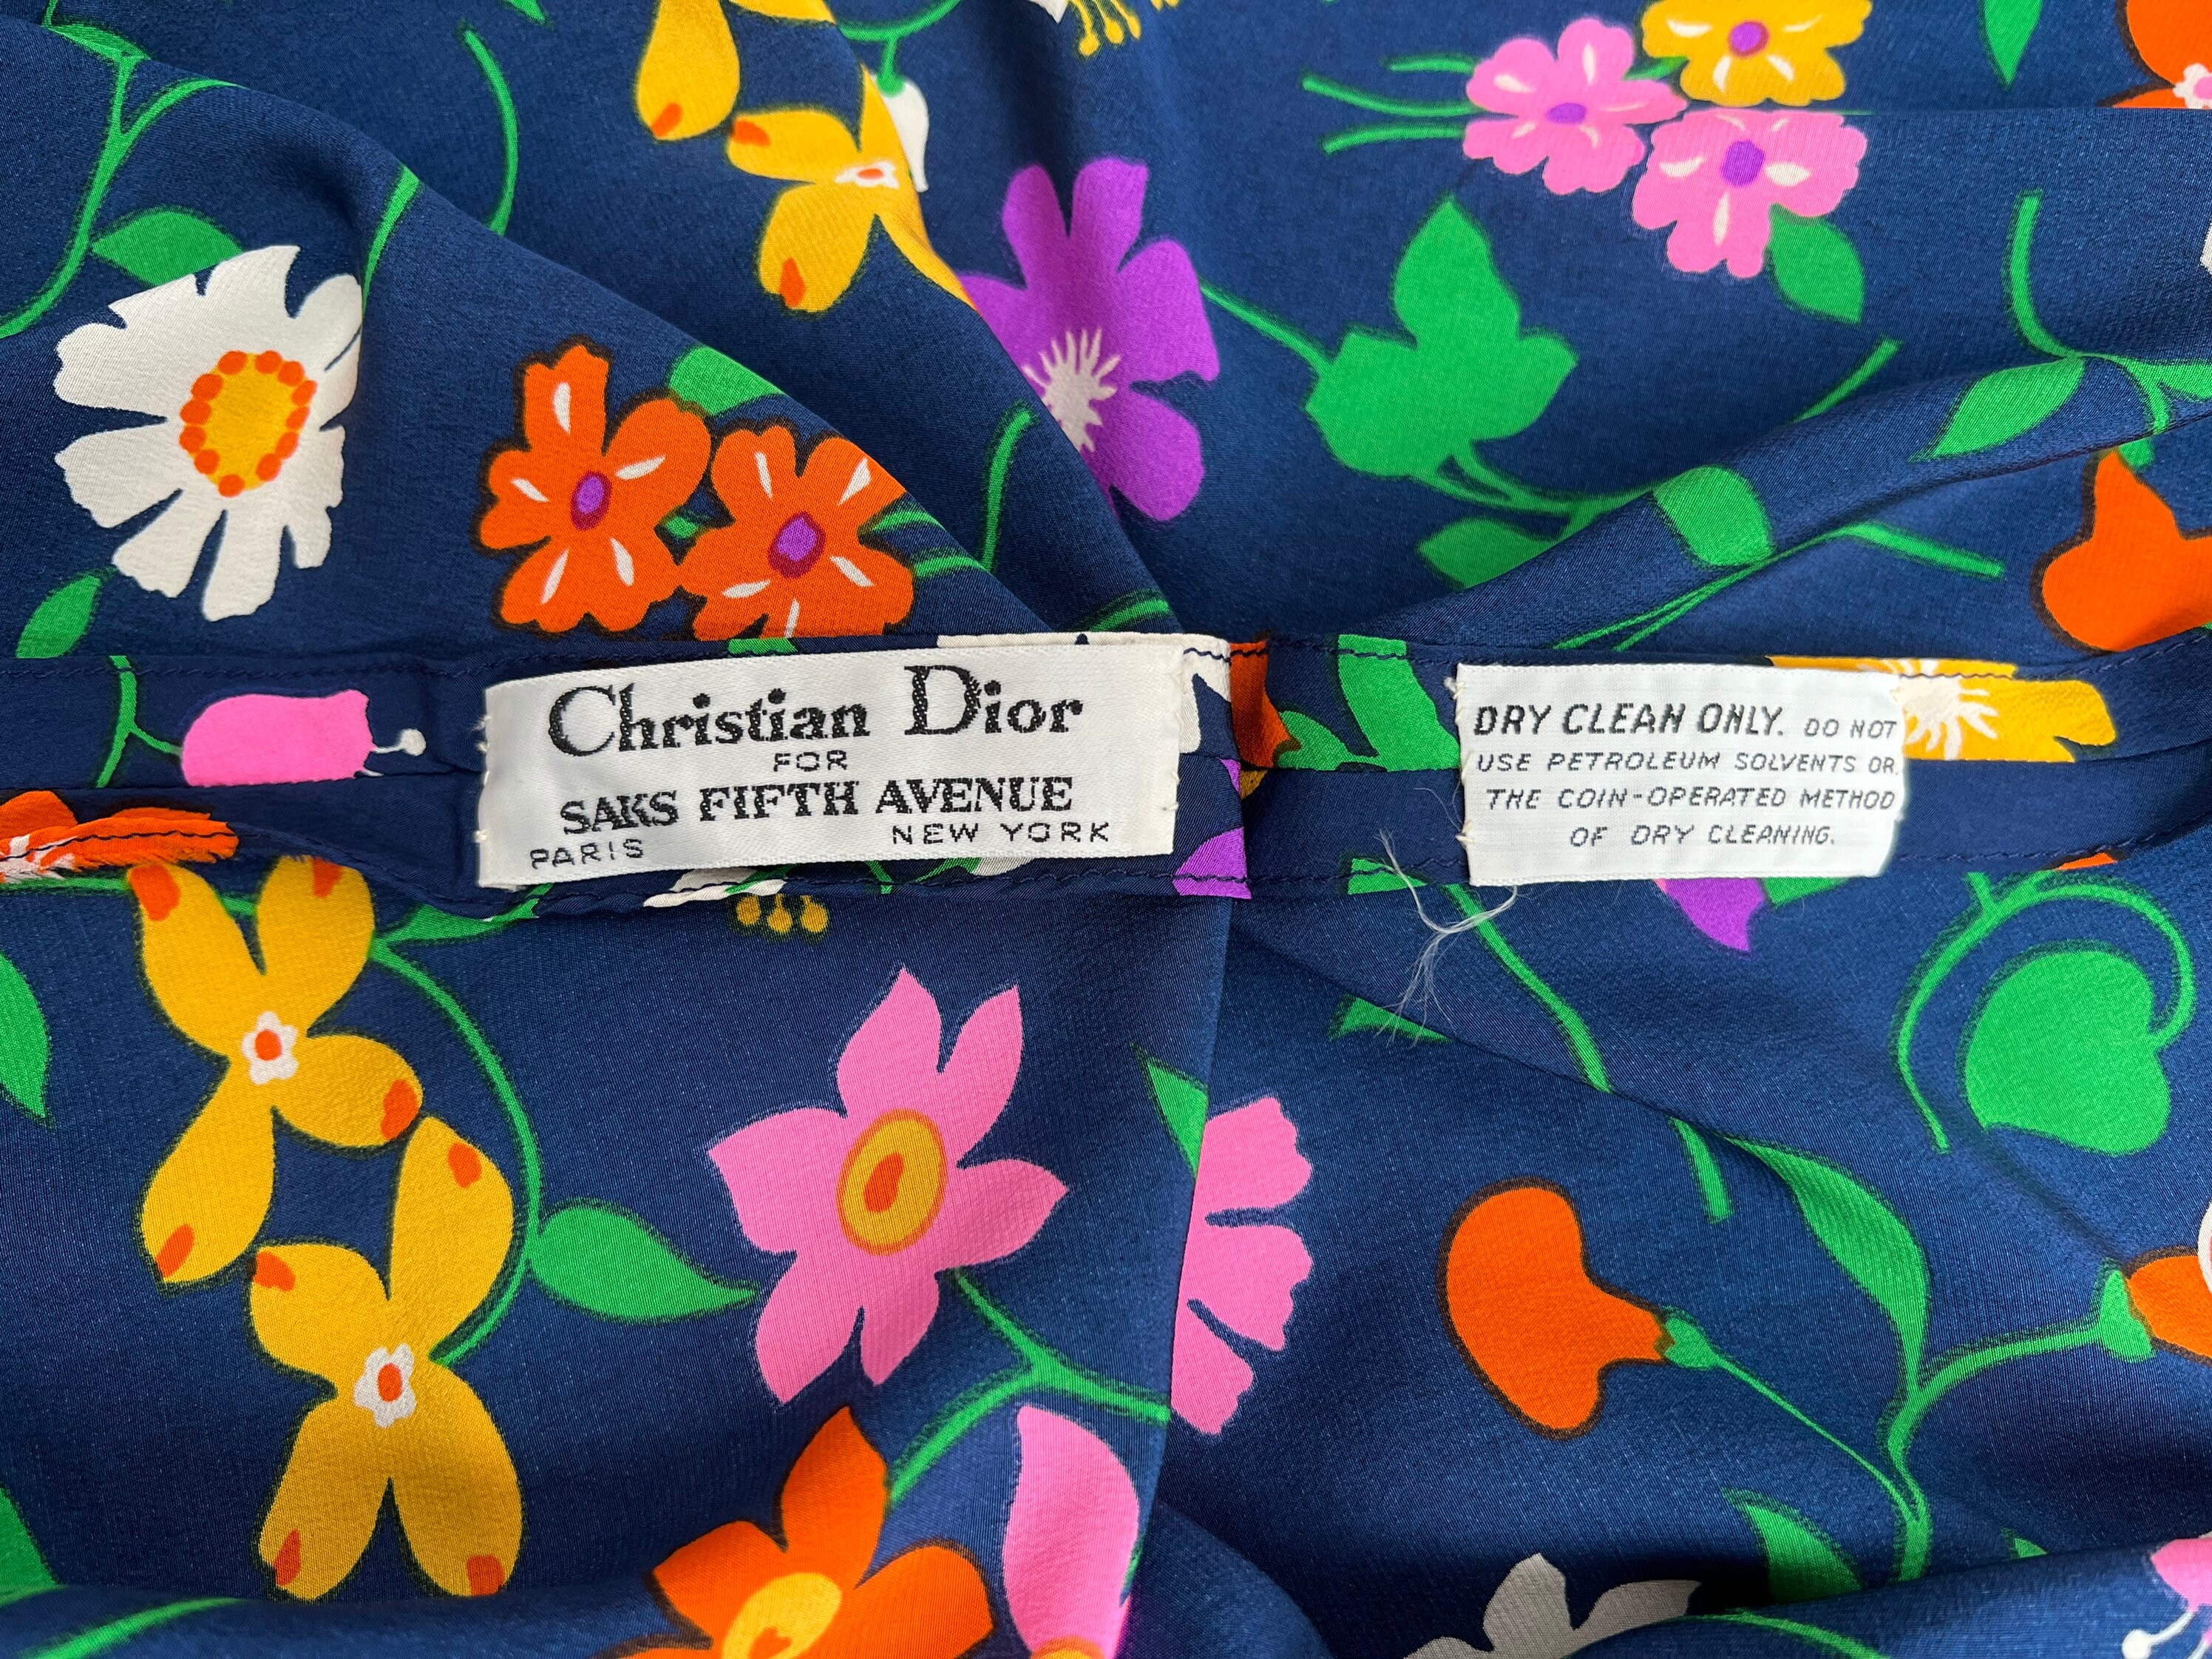 Christian Dior
FOR
SAKS FIFTH AVENUE
PARIS NEW YORK
DRY CLEAN ONLY. DO NOT
USE PETROLEUM SOLVENTS OR
THE COIN-OPERATED METHOD
OF DRY CLEANING.